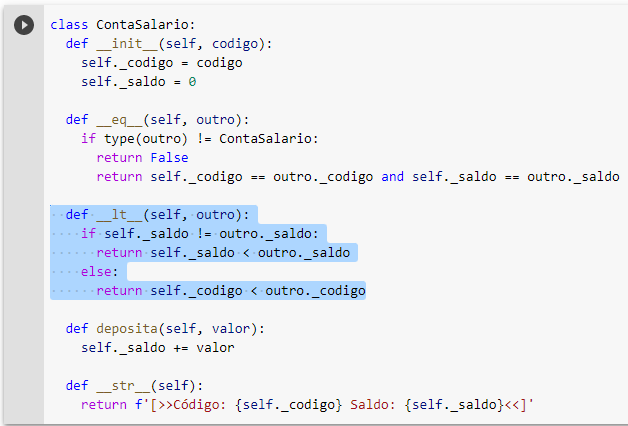 class ContaSalario:
  def __init__(self, codigo):
    self._codigo = codigo
    self._saldo = 0

  def __eq__(self, outro):
    if type(outro) != ContaSalario:
      return False
      return self._codigo == outro._codigo and self._saldo == outro._saldo

  def __lt__(self, outro):
    if self._saldo != outro._saldo:
      return self._saldo < outro._saldo
    else:
      return self._codigo < outro._codigo

  def deposita(self, valor):
    self._saldo += valor

  def __str__(self):
    return f'[>>Código: {self._codigo} Saldo: {self._saldo}<<]'